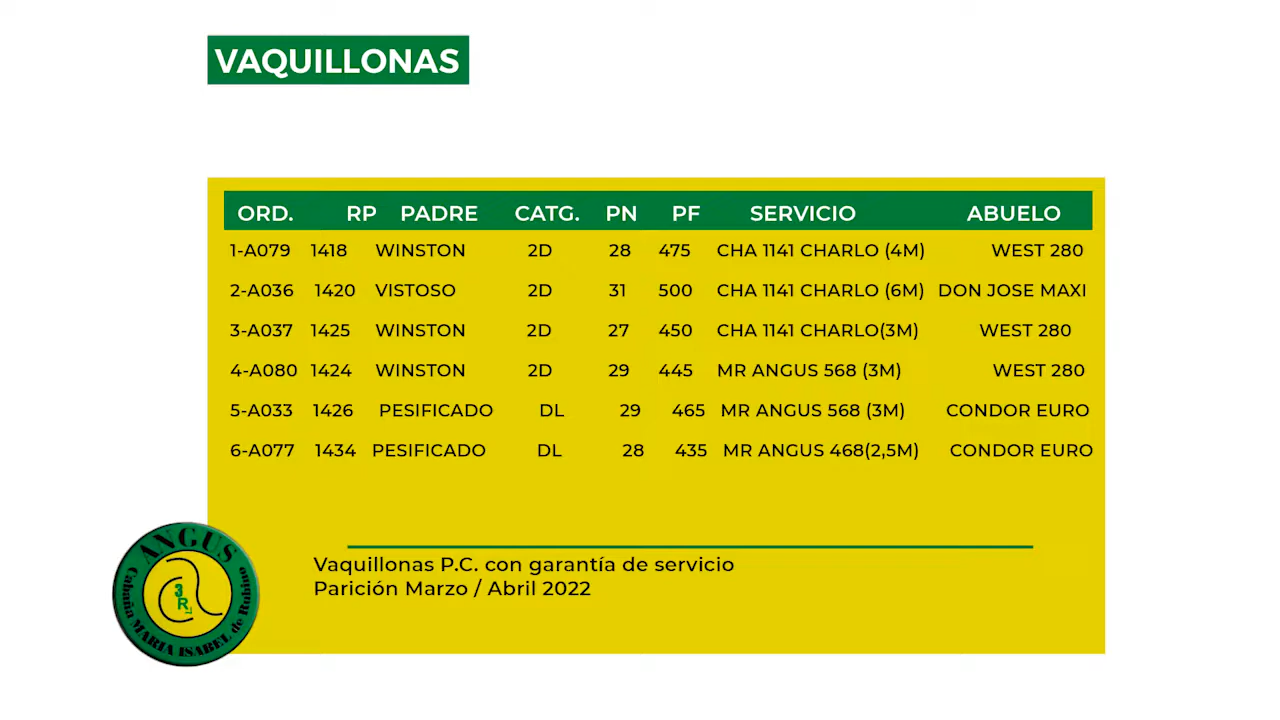 VAQUILLONAS
ORD. RP PADRE CATG. PN PF SERVICIO ABUELO
1-A079 1418 WINSTON 2D 28 475 CHA 1141 CHARLO (4M) WEST 280
2-A036 1420 VISTOSO 2D 31 500 CHA 1141 CHARLO (6M) DON JOSE MAXI
3-A037 1425 WINSTON 2D 27 450 CHA 1141 CHARLO(3M) WEST 280
4-A080 1424 WINSTON 2D 29 445 MR ANGUS 568 (3M) WEST 280
5-A033 1426 PESIFICADO DL 29 465 MR ANGUS 568 (3M) CONDOR EURO
6-A077 1434 PESIFICADO DL 28 435 MR ANGUS 468(2,5M) CONDOR EURO
Vaquillonas P.C. con garantía de servicio
Parición Marzo / Abril 2022
ANGUS
3R
Cabaña MARIA ISABEL de Rubino